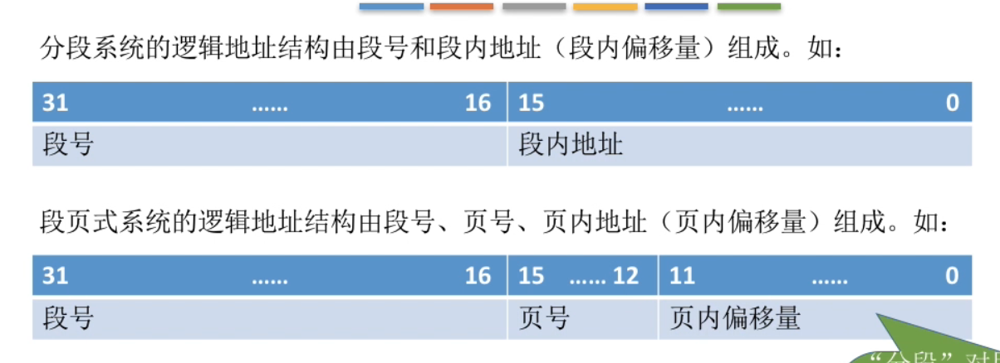 分段系统的逻辑地址结构由段号和段内地址（段内偏移量）组成。如：
31 …… 16 15 …… 0
段号 段内地址
段页式系统的逻辑地址结构由段号、页号、页内地址（页内偏移量）组成。如：
31 …… 16 15 …… 12 11 …… 0
段号 页号 页内偏移量
“分段”对